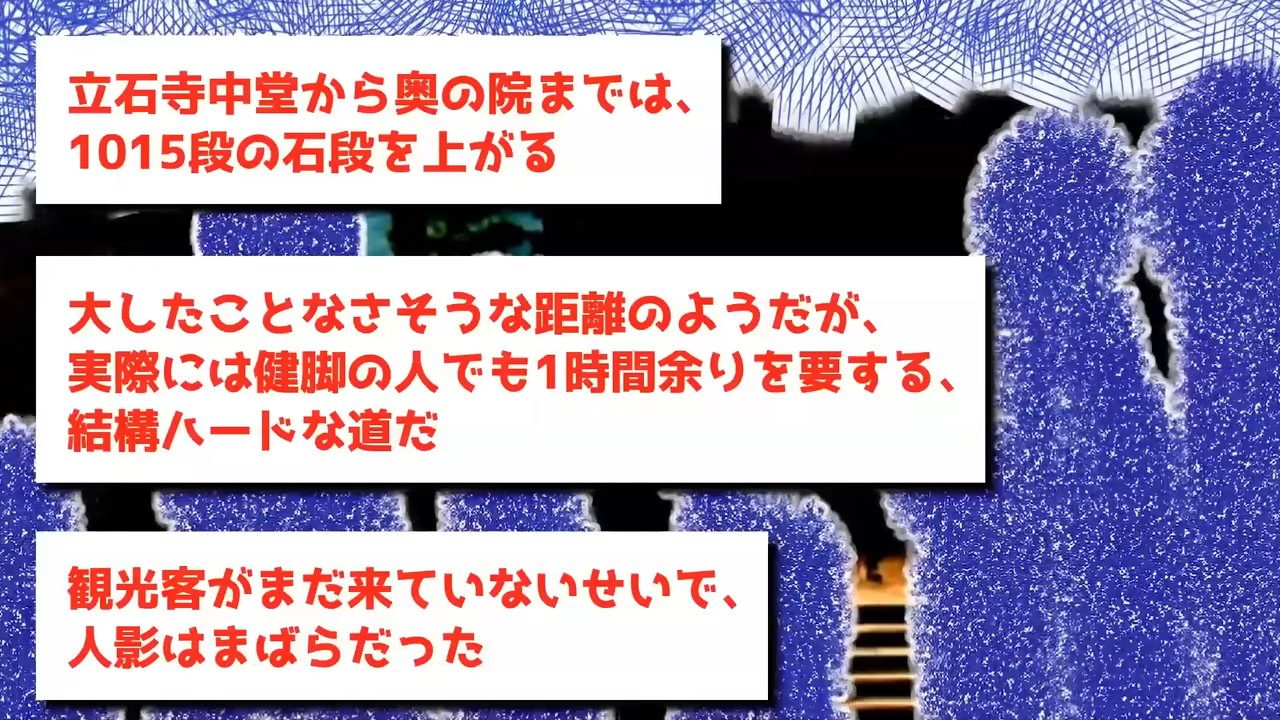 立石寺中堂から奥の院までは、
1015段の石段を上がる
大したことなさそうな距離のようだが、
実際には健脚の人でも1時間余りを要する、
結構ハードな道だ
観光客がまだ来ていないせいで、
人影はまばらだった